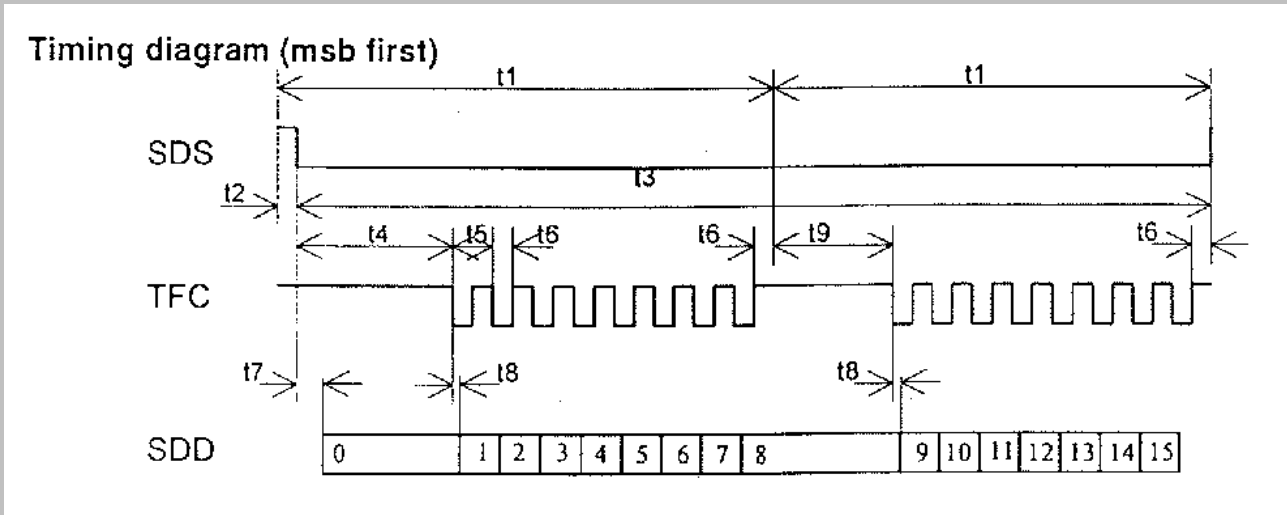 Timing diagram (msb first)
t1 t1
SDS
t3
t2
t4 t5 t6 t6 t9 t6
TFC
t7 t8 t8
SDD 0 1 2 3 4 5 6 7 8 9 10 11 12 13 14 15